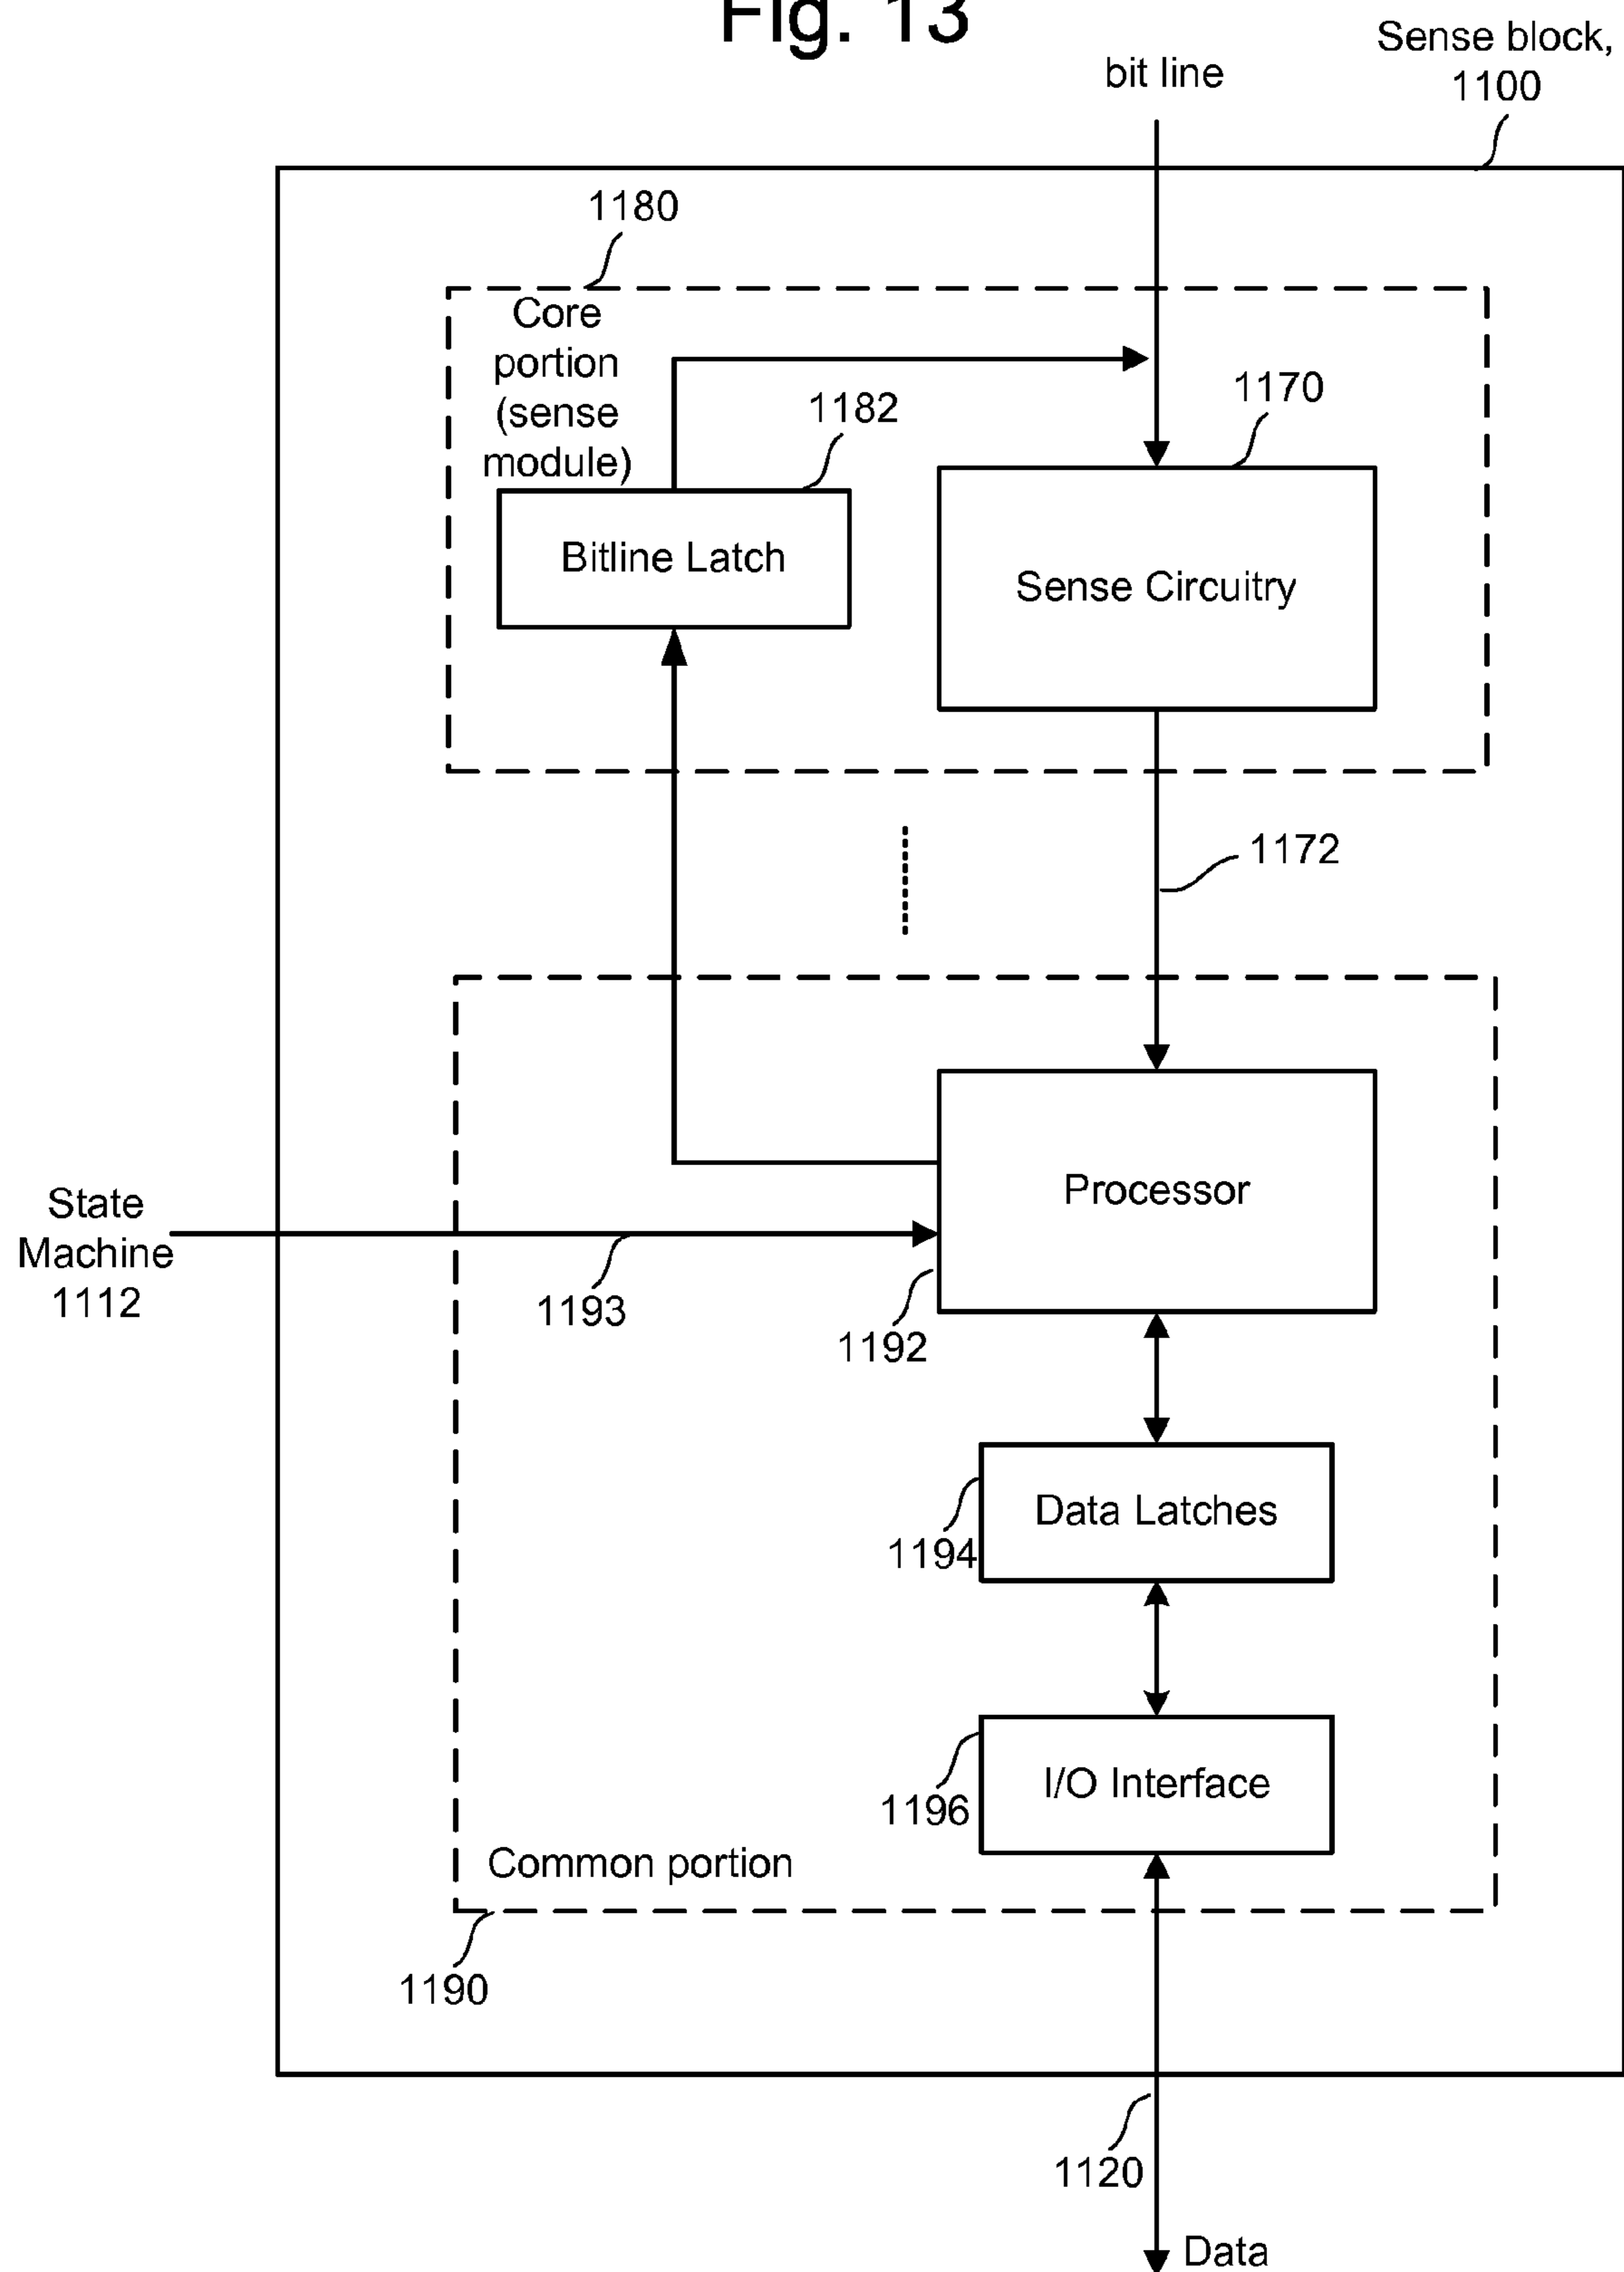 Fig. 13
Sense block,
1100
bit line
1180
Core
portion
(sense
module)
1182
1170
Bitline Latch
Sense Circuitry
1172
Processor
State
Machine
1112
1193
1192
Data Latches
1194
I/O Interface
1196
Common portion
1190
1120
Data